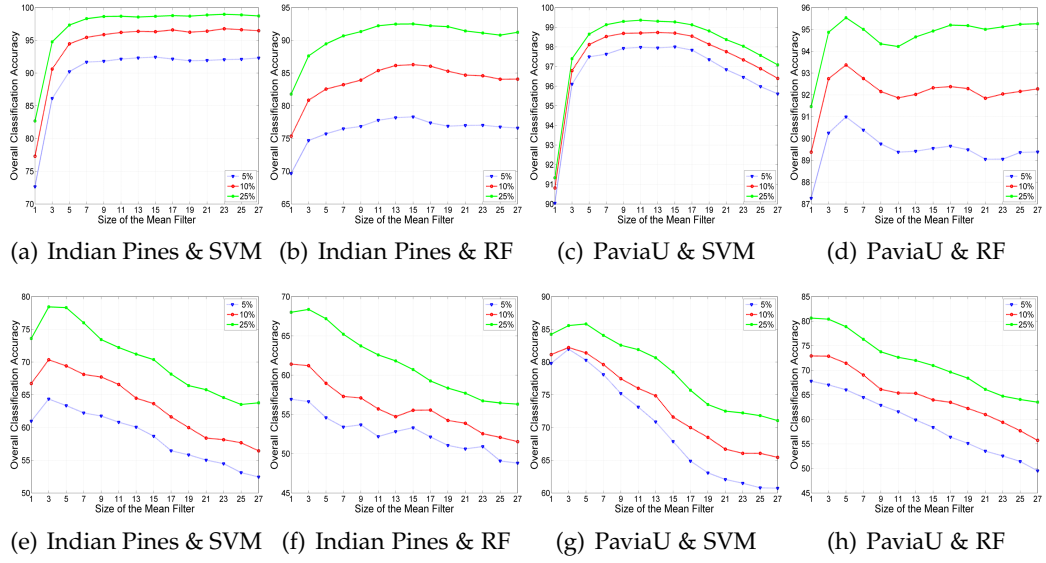 Overall Classification Accuracy
100
95
90
85
80
75
70
1 3 5 7 9 11 13 15 17 19 21 23 25 27
Size of the Mean Filter
5%
10%
25%
(a) Indian Pines & SVM
Overall Classification Accuracy
95
90
85
80
75
70
65
1 3 5 7 9 11 13 15 17 19 21 23 25 27
Size of the Mean Filter
5%
10%
25%
(b) Indian Pines & RF
Overall Classification Accuracy
100
99
98
97
96
95
94
93
92
91
90
1 3 5 7 9 11 13 15 17 19 21 23 25 27
Size of the Mean Filter
5%
10%
25%
(c) PaviaU & SVM
Overall Classification Accuracy
96
95
94
93
92
91
90
89
88
87
1 3 5 7 9 11 13 15 17 19 21 23 25 27
Size of the Mean Filter
5%
10%
25%
(d) PaviaU & RF
Overall Classification Accuracy
80
75
70
65
60
55
50
1 3 5 7 9 11 13 15 17 19 21 23 25 27
Size of the Mean Filter
5%
10%
25%
(e) Indian Pines & SVM
Overall Classification Accuracy
70
65
60
55
50
45
1 3 5 7 9 11 13 15 17 19 21 23 25 27
Size of the Mean Filter
5%
10%
25%
(f) Indian Pines & RF
Overall Classification Accuracy
90
85
80
75
70
65
60
1 3 5 7 9 11 13 15 17 19 21 23 25 27
Size of the Mean Filter
5%
10%
25%
(g) PaviaU & SVM
Overall Classification Accuracy
85
80
75
70
65
60
55
50
45
1 3 5 7 9 11 13 15 17 19 21 23 25 27
Size of the Mean Filter
5%
10%
25%
(h) PaviaU & RF